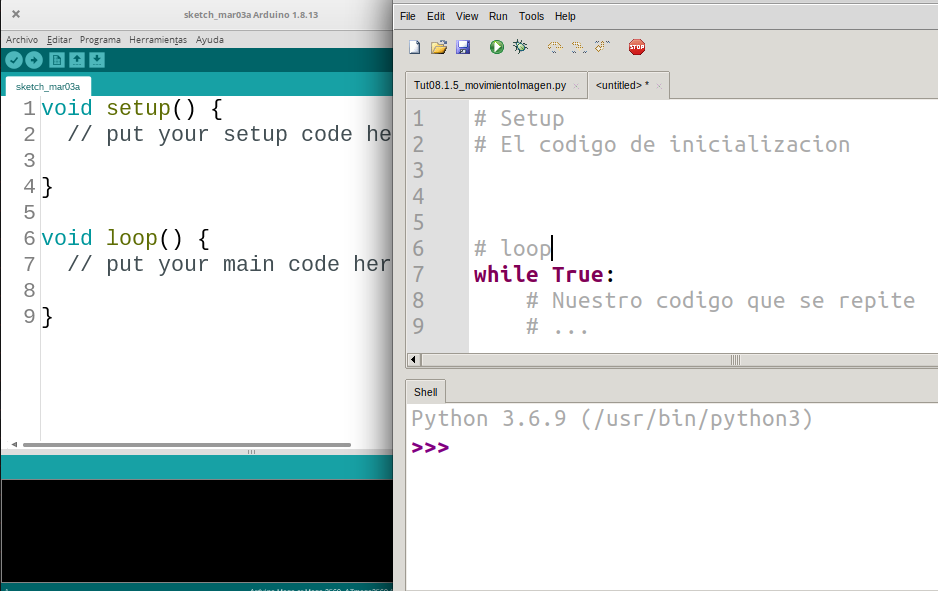 sketch_mar03a Arduino 1.8.13
Archivo Editar Programa Herramientas Ayuda
sketch_mar03a
1 void setup() {
2 // put your setup code he
3
4 }
5
6 void loop() {
7 // put your main code her
8
9 }
File Edit View Run Tools Help
STOP
Tut08.1.5_movimientoImagen.py <untitled> *
1 # Setup
2 # El codigo de inicializacion
3
4
5
6 # loop
7 while True:
8 # Nuestro codigo que se repite
9 # ...
Shell
Python 3.6.9 (/usr/bin/python3)
>>>